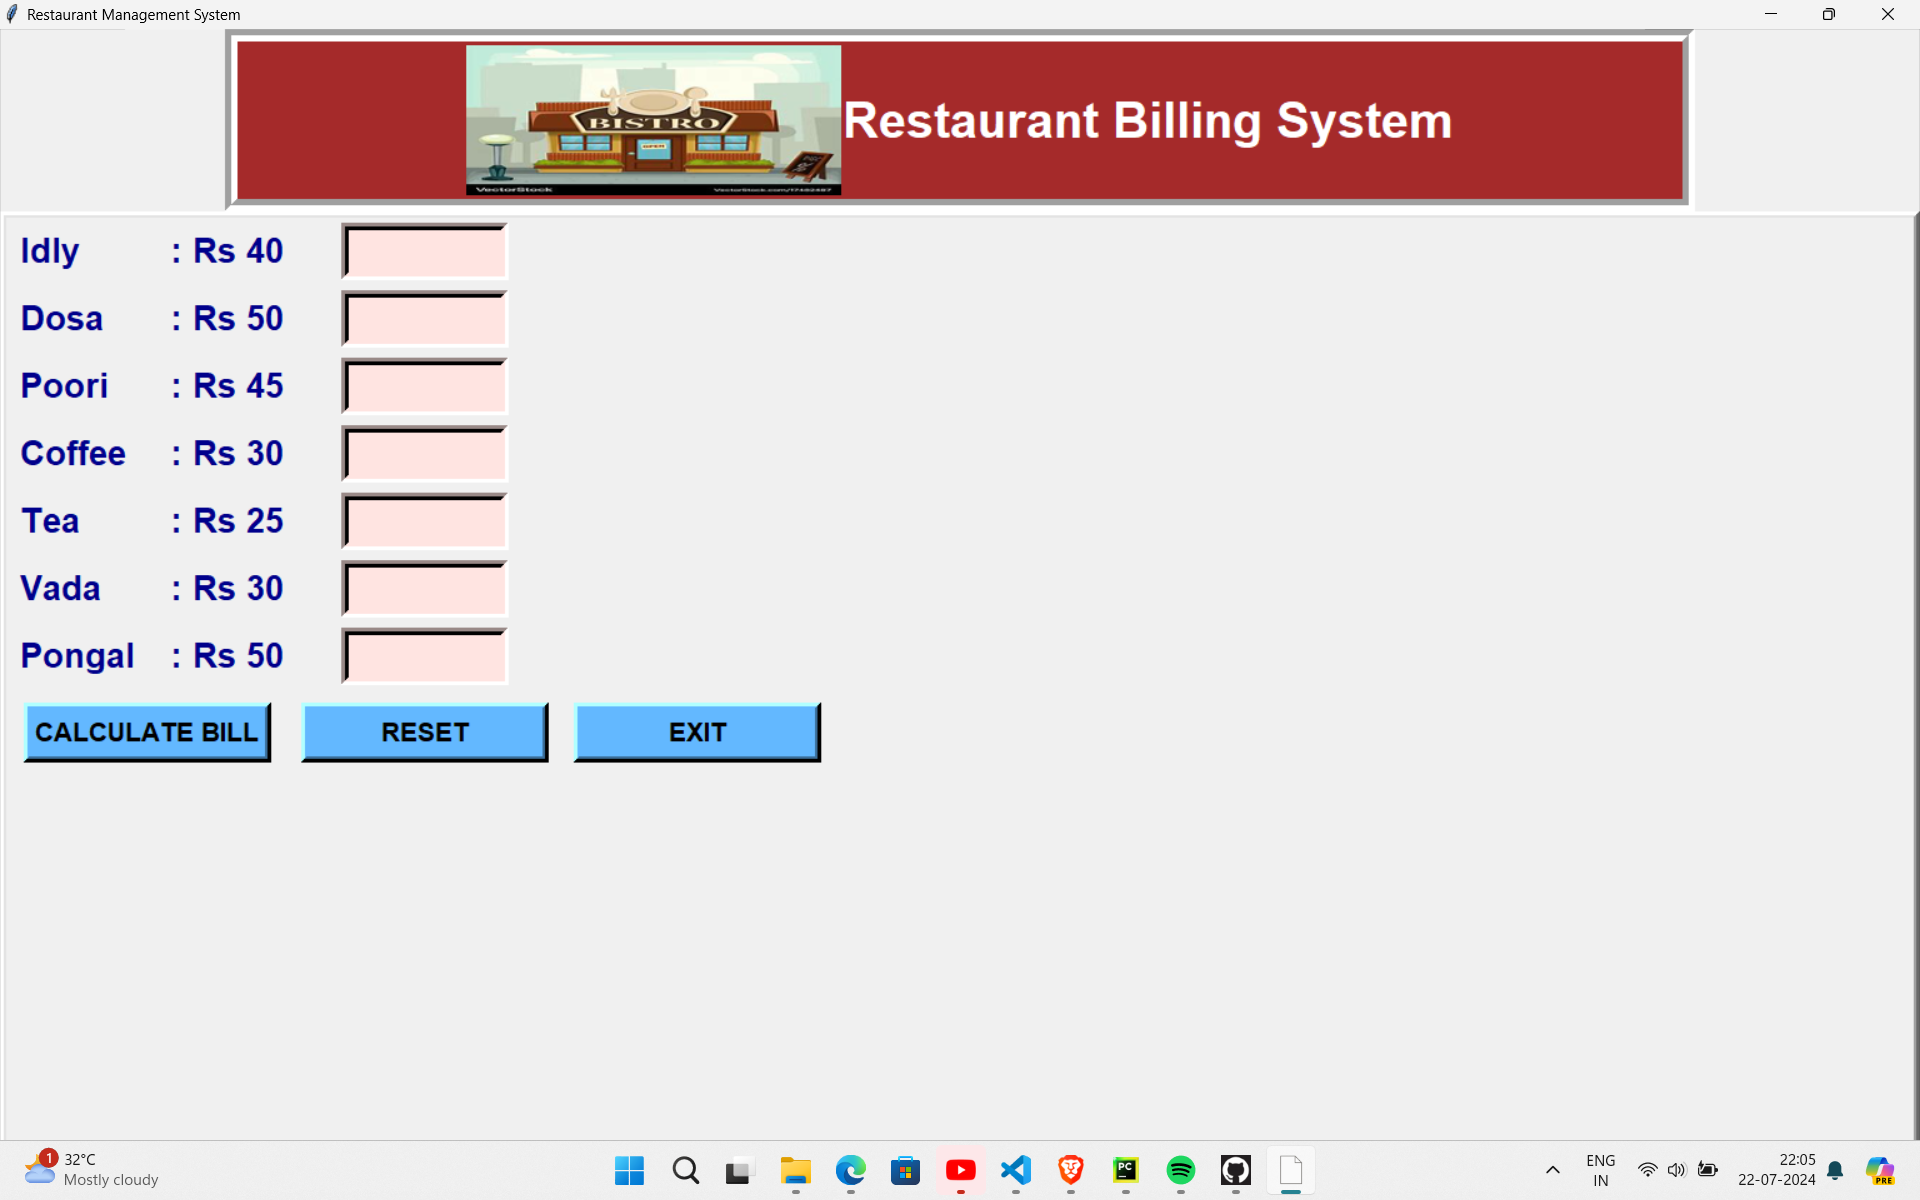 Restaurant Management System
BISTRO
OPEN
VectorStock
VectorStock.com/17482487
Restaurant Billing System
Idly : Rs 40
Dosa : Rs 50
Poori : Rs 45
Coffee : Rs 30
Tea : Rs 25
Vada : Rs 30
Pongal : Rs 50
CALCULATE BILL RESET EXIT
1
32°C
Mostly cloudy
PC
ENG
IN
22:05
22-07-2024
PRE